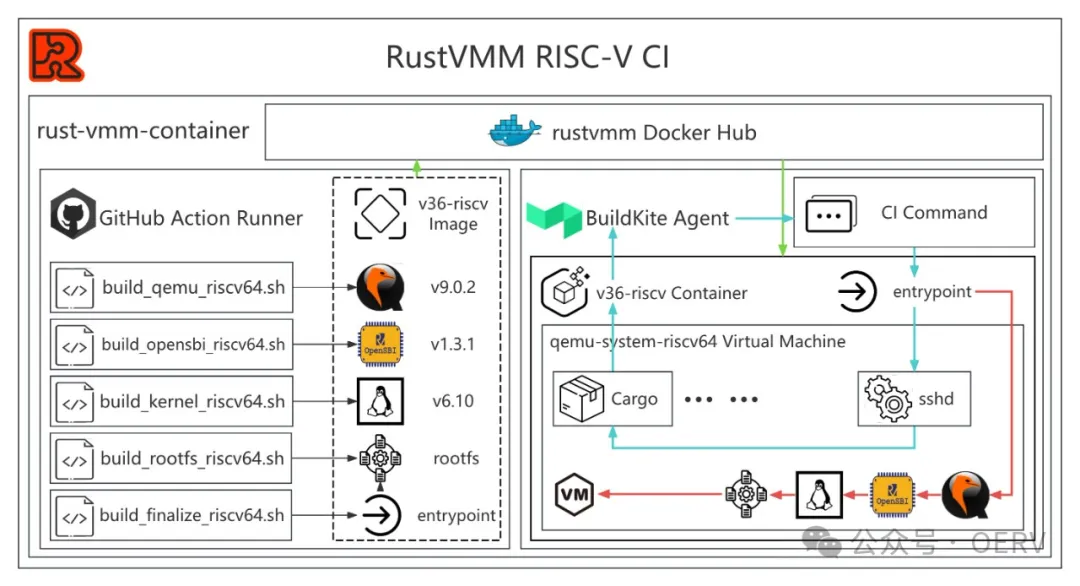 RustVMM RISC-V CI
rust-vmm-container
rustvmm Docker Hub
GitHub Action Runner
v36-riscv
Image
build_qemu_riscv64.sh
v9.0.2
build_opensbi_riscv64.sh
OpenSBI
v1.3.1
build_kernel_riscv64.sh
v6.10
build_rootfs_riscv64.sh
rootfs
build_finalize_riscv64.sh
entrypoint
BuildKite Agent
CI Command
v36-riscv Container
entrypoint
qemu-system-riscv64 Virtual Machine
Cargo
sshd
VM
OpenSBI
公众号 · OERV